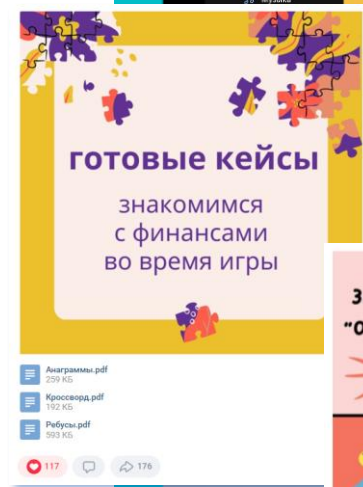 Музыка
готовые кейсы
знакомимся
с финансами
во время игры
Анаграммы.pdf
259 КБ
Кроссворд.pdf
192 КБ
Ребусы.pdf
593 КБ
117
176